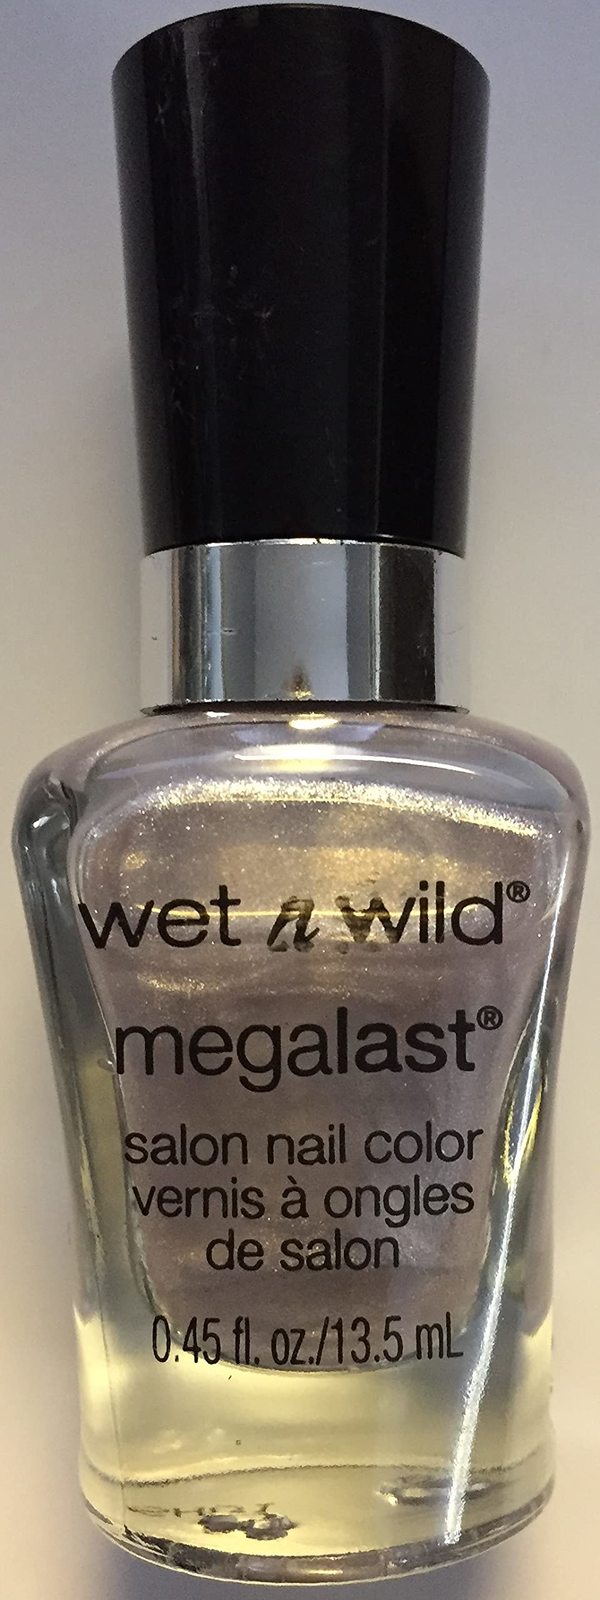 wet n wild®
megalast®
salon nail color
vernis à ongles
de salon
0.45 fl. oz./13.5 mL